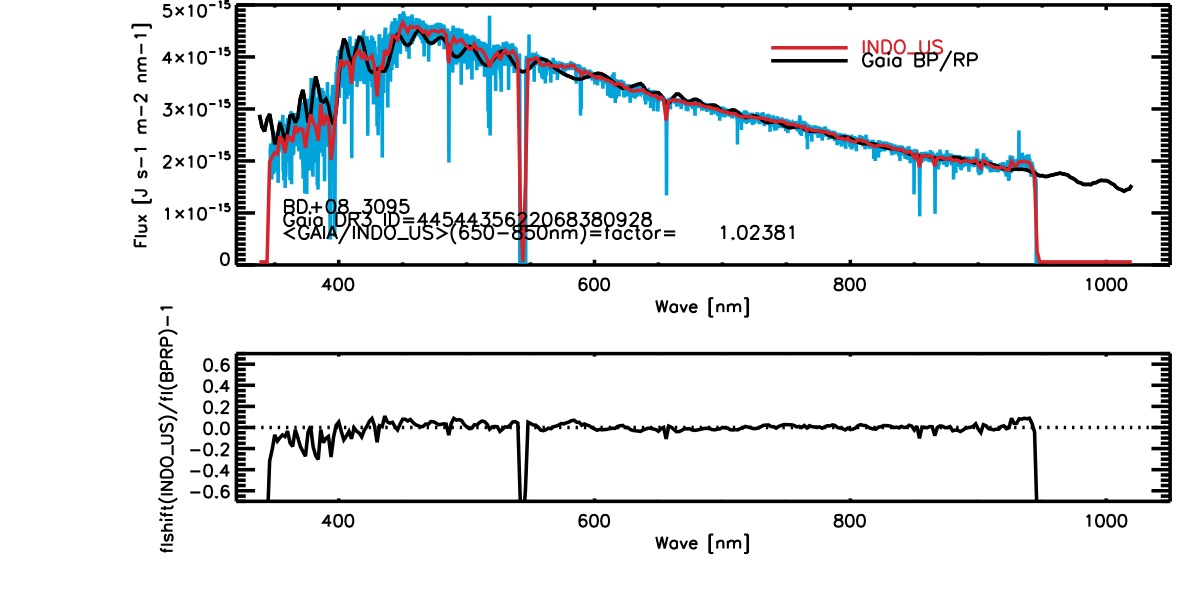 5×10−15
4×10−15
3×10−15
2×10−15
1×10−15
0
Flux [J s−1 m−2 nm−1]
INDO_US
Gaia BP/RP
BD+08_3095
Gaia DR3 ID=4454435622068380928
<GAIA/INDO_US>(650−850nm)=factor= 1.02381
400 600 800 1000
Wave [nm]
flshift(INDO_US)/fl(BPRP)−1
0.6
0.4
0.2
0.0
−0.2
−0.4
−0.6
400 600 800 1000
Wave [nm]